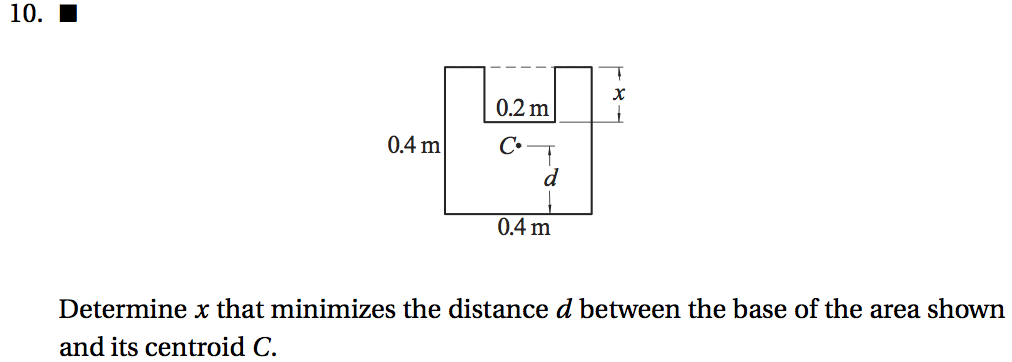 10. ■
x
0.2 m
0.4 m
C
d
0.4 m
Determine x that minimizes the distance d between the base of the area shown
and its centroid C.